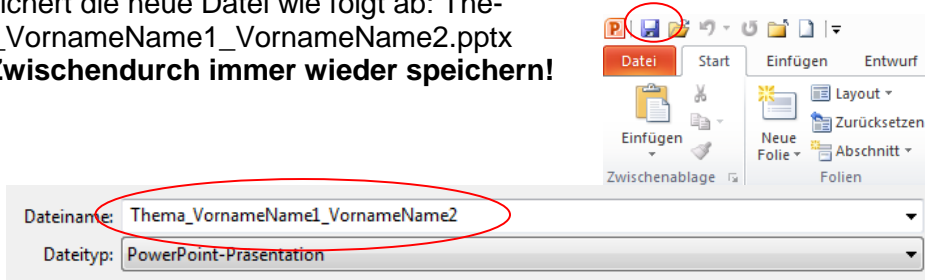 ichert die neue Datei wie folgt ab: The-
_VornameName1_VornameName2.pptx
Zwischendurch immer wieder speichern!
Datei Start Einfügen Entwurf
Einfügen
Neue
Folie
Layout
Zurücksetzen
Abschnitt
Zwischenablage Folien
Dateiname: Thema_VornameName1_VornameName2
Dateityp: PowerPoint-Präsentation